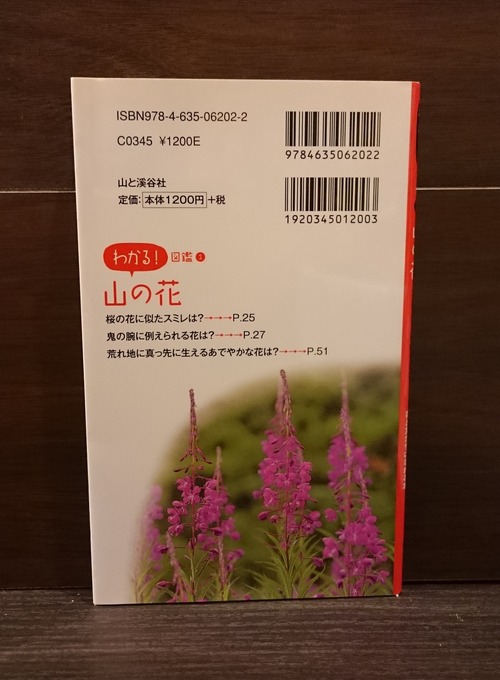 ISBN978-4-635-06202-2
C0345 ¥1200E
9784635062022
山と溪谷社
定価:本体1200円+税
1920345012003
わかる!図鑑
山の花
桜の花に似たスミレは?→→→P.25
鬼の腕に例えられる花は?→→→P.27
荒れ地に真っ先に生えるあでやかな花は?→→→P.51